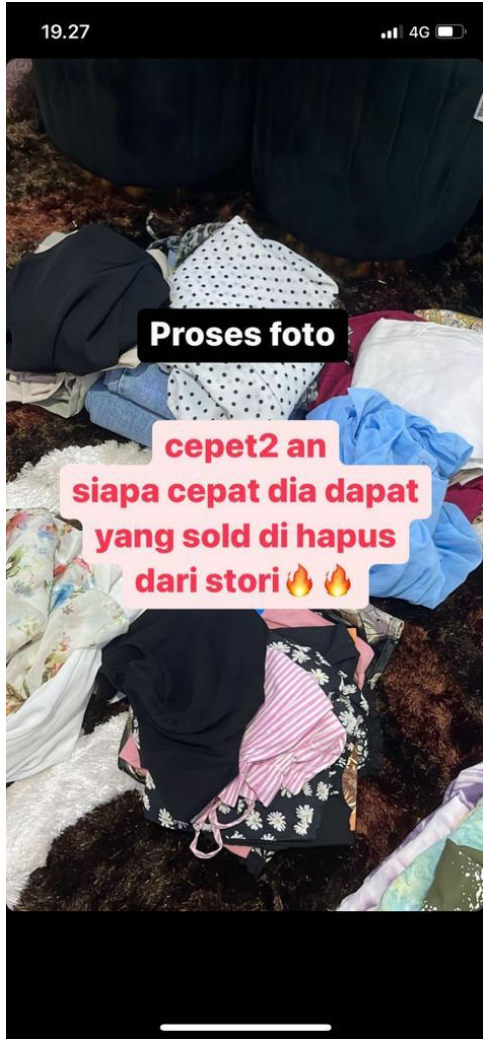 19.27
4G
Proses foto
cepet2 an
siapa cepat dia dapat
yang sold di hapus
dari stori🔥🔥